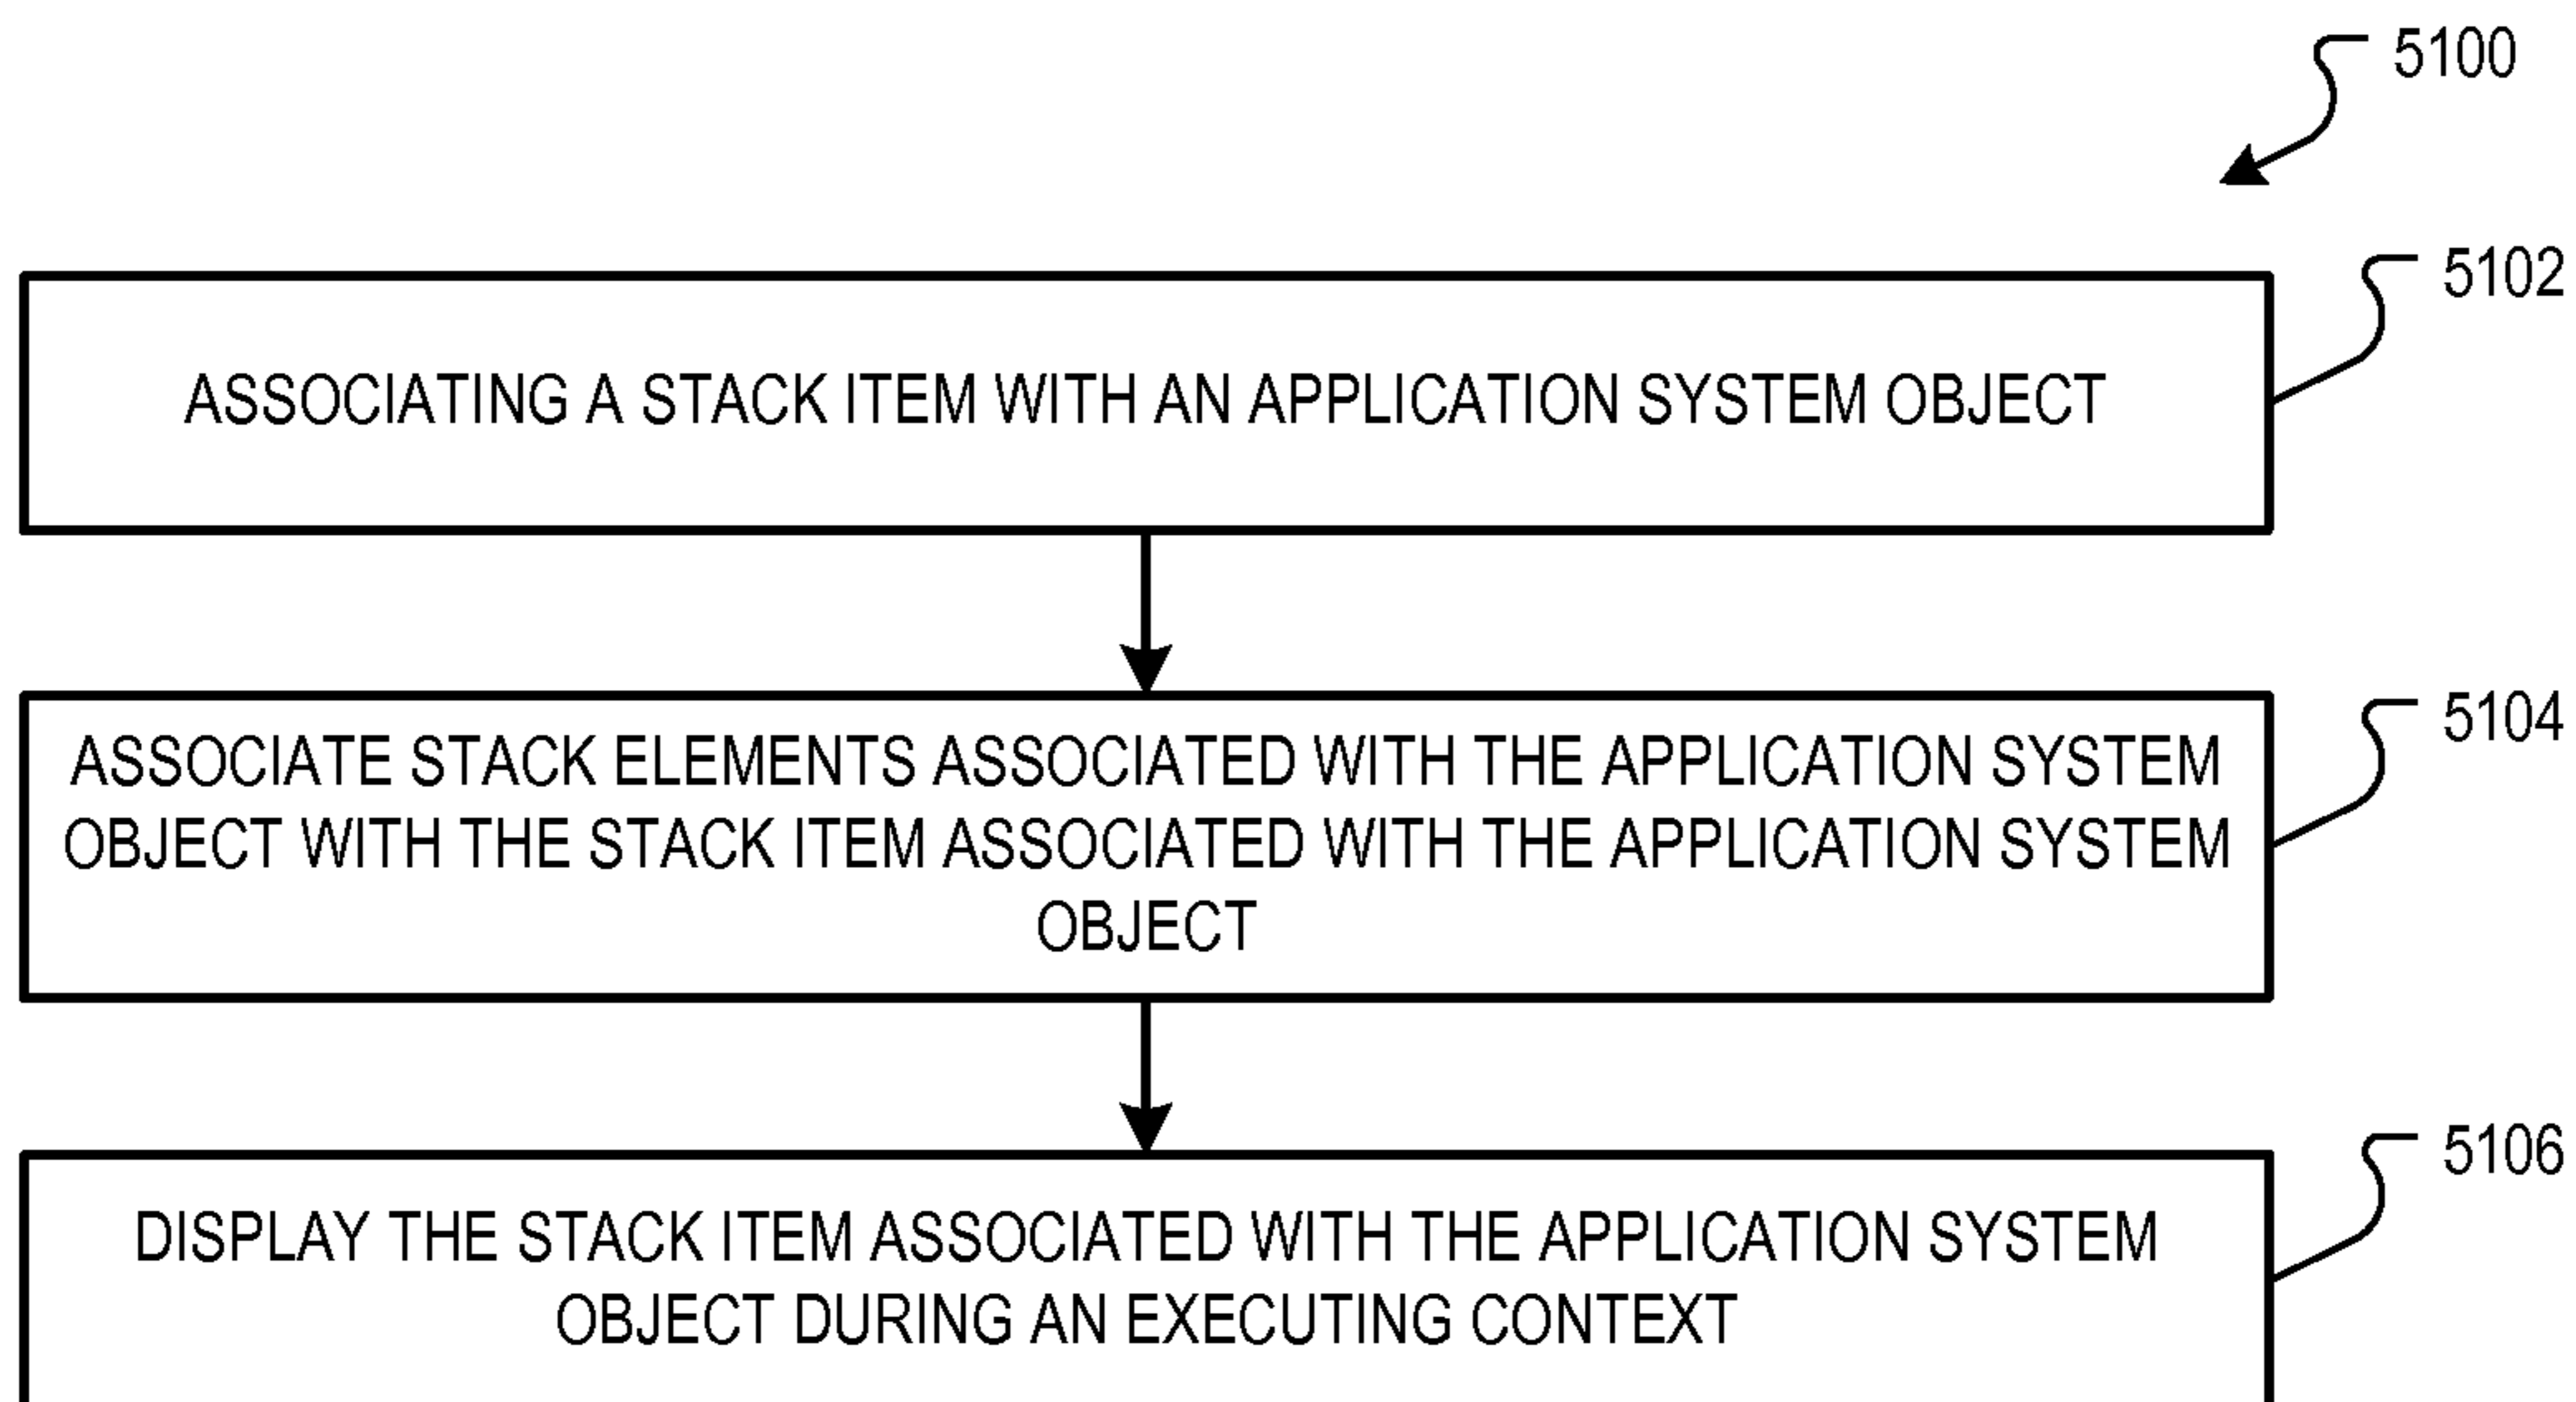 5100
5102
ASSOCIATING A STACK ITEM WITH AN APPLICATION SYSTEM OBJECT
5104
ASSOCIATE STACK ELEMENTS ASSOCIATED WITH THE APPLICATION SYSTEM
OBJECT WITH THE STACK ITEM ASSOCIATED WITH THE APPLICATION SYSTEM
OBJECT
5106
DISPLAY THE STACK ITEM ASSOCIATED WITH THE APPLICATION SYSTEM
OBJECT DURING AN EXECUTING CONTEXT